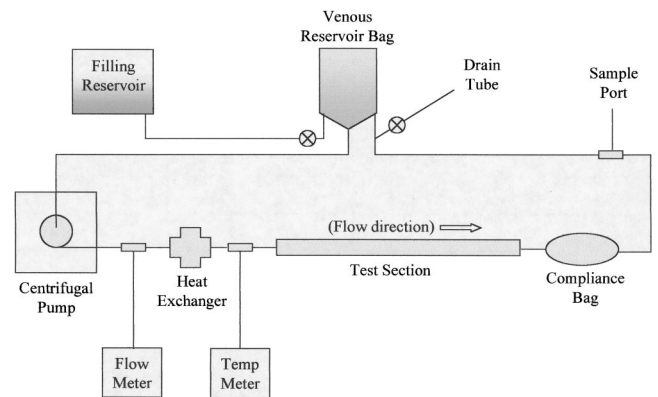 Venous
Reservoir Bag
Filling
Reservoir
Drain
Tube
Sample
Port
(Flow direction)
Centrifugal
Pump
Heat
Exchanger
Test Section
Compliance
Bag
Flow
Meter
Temp
Meter